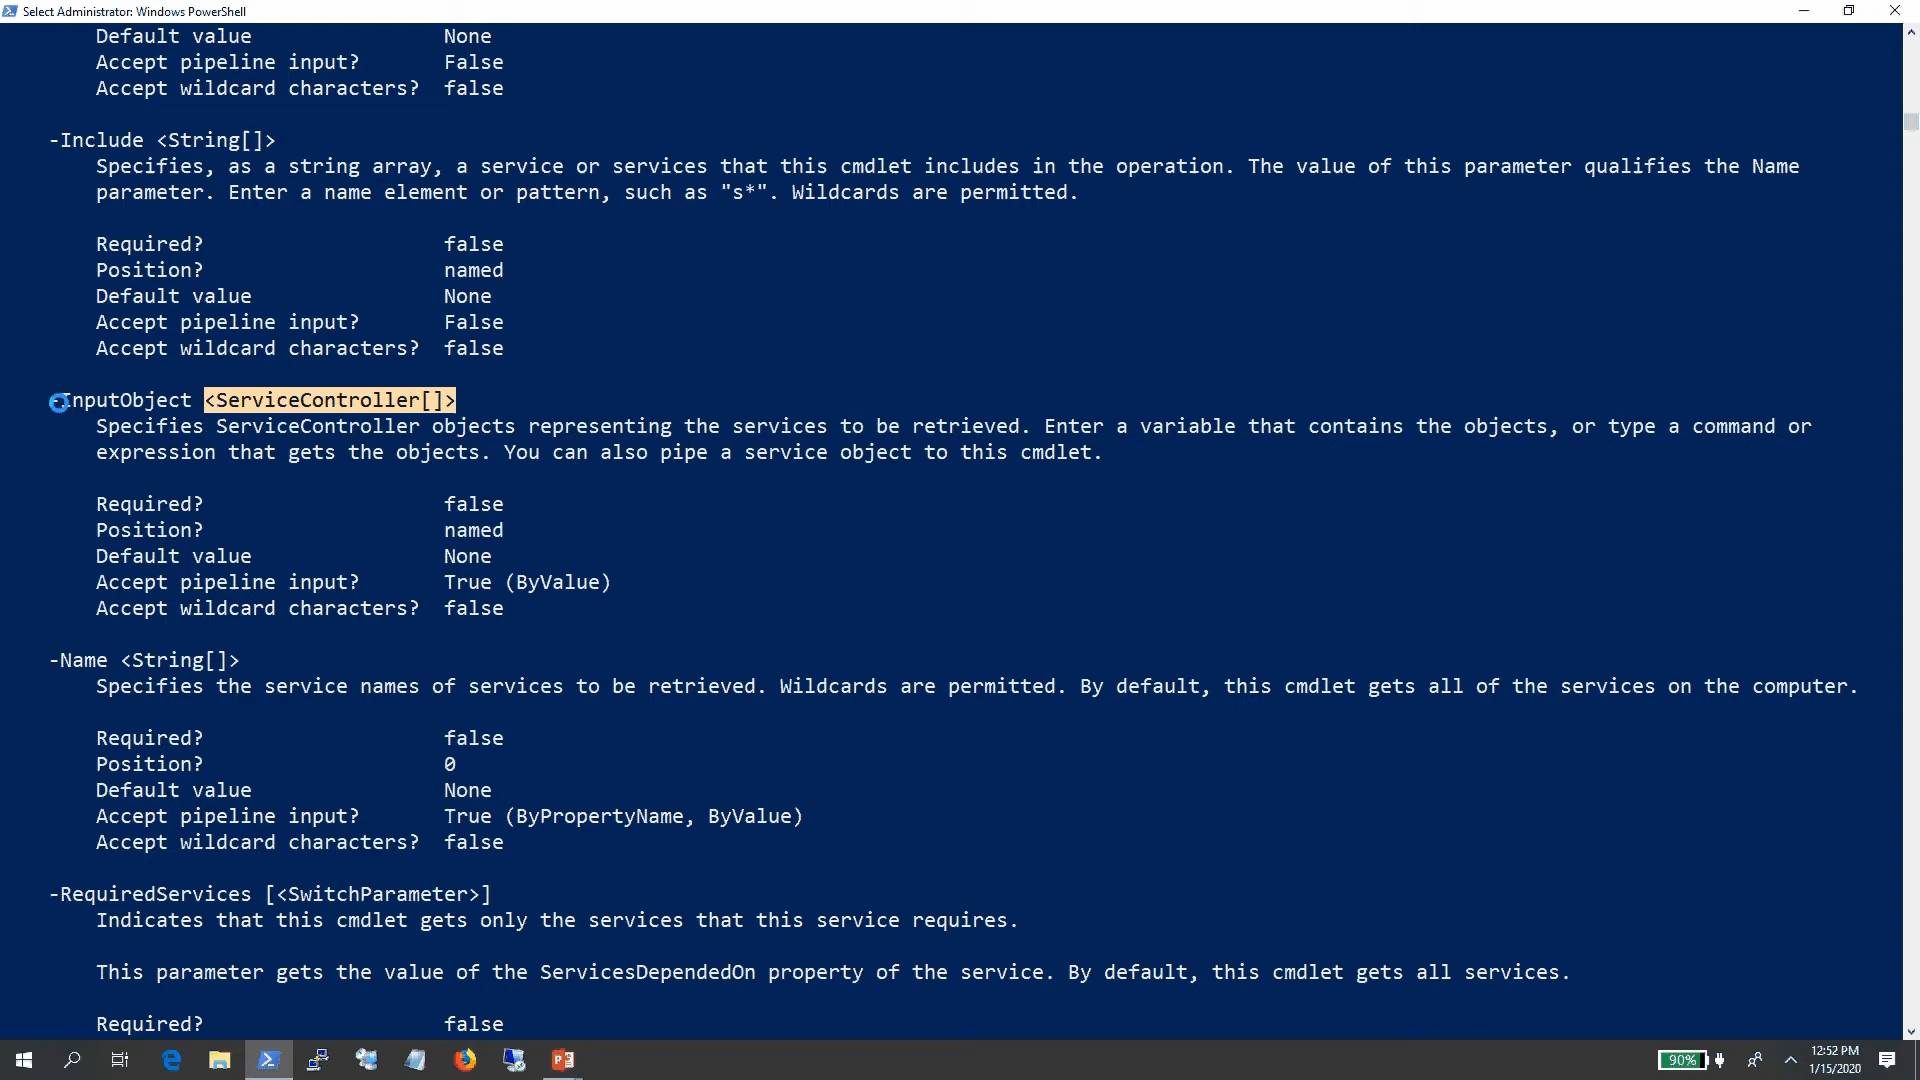 Select Administrator: Windows PowerShell
Default value None
Accept pipeline input? False
Accept wildcard characters? false
-Include <String[]>
Specifies, as a string array, a service or services that this cmdlet includes in the operation. The value of this parameter qualifies the Name
parameter. Enter a name element or pattern, such as "s*". Wildcards are permitted.
Required? false
Position? named
Default value None
Accept pipeline input? False
Accept wildcard characters? false
-InputObject <ServiceController[]>
Specifies ServiceController objects representing the services to be retrieved. Enter a variable that contains the objects, or type a command or
expression that gets the objects. You can also pipe a service object to this cmdlet.
Required? false
Position? named
Default value None
Accept pipeline input? True (ByValue)
Accept wildcard characters? false
-Name <String[]>
Specifies the service names of services to be retrieved. Wildcards are permitted. By default, this cmdlet gets all of the services on the computer.
Required? false
Position? 0
Default value None
Accept pipeline input? True (ByPropertyName, ByValue)
Accept wildcard characters? false
-RequiredServices [<SwitchParameter>]
Indicates that this cmdlet gets only the services that this service requires.
This parameter gets the value of the ServicesDependedOn property of the service. By default, this cmdlet gets all services.
Required? false
90%
12:52 PM
1/15/2020